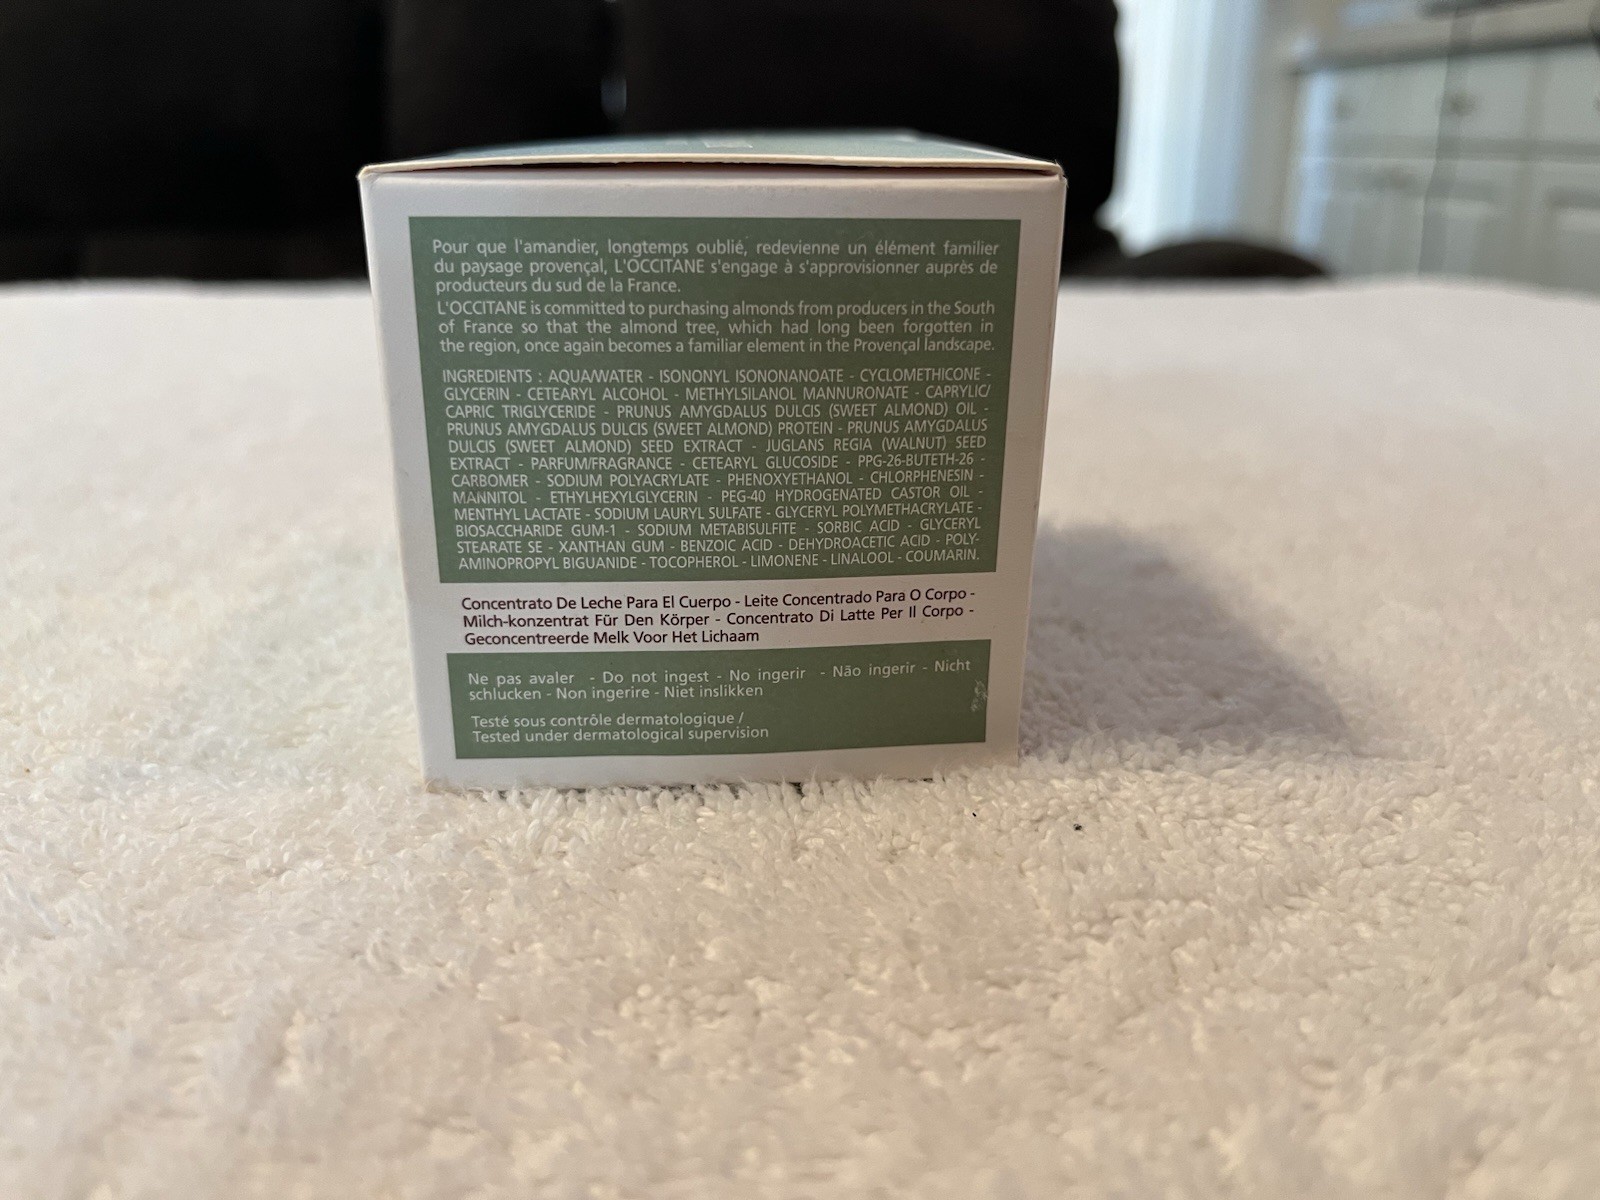 Pour que l'amandier, longtemps oublié, redevienne un élément familier
du paysage provençal, L'OCCITANE s'engage à s'approvisionner auprès de
producteurs du sud de la France.
L'OCCITANE is committed to purchasing almonds from producers in the South
of France so that the almond tree, which had long been forgotten in
the region, once again becomes a familiar element in the Provençal landscape.
INGREDIENTS : AQUA/WATER - ISONONYL ISONONANOATE - CYCLOMETHICONE -
GLYCERIN - CETEARYL ALCOHOL - METHYLSILANOL MANNURONATE - CAPRYLIC/
CAPRIC TRIGLYCERIDE - PRUNUS AMYGDALUS DULCIS (SWEET ALMOND) OIL -
PRUNUS AMYGDALUS DULCIS (SWEET ALMOND) PROTEIN - PRUNUS AMYGDALUS
DULCIS (SWEET ALMOND) SEED EXTRACT - JUGLANS REGIA (WALNUT) SEED
EXTRACT - PARFUM/FRAGRANCE - CETEARYL GLUCOSIDE - PPG-26-BUTETH-26 -
CARBOMER - SODIUM POLYACRYLATE - PHENOXYETHANOL - CHLORPHENESIN -
MANNITOL - ETHYLHEXYLGLYCERIN - PEG-40 HYDROGENATED CASTOR OIL -
MENTHYL LACTATE - SODIUM LAURYL SULFATE - GLYCERYL POLYMETHACRYLATE -
BIOSACCHARIDE GUM-1 - SODIUM METABISULFITE - SORBIC ACID - GLYCERYL
STEARATE SE - XANTHAN GUM - BENZOIC ACID - DEHYDROACETIC ACID - POLY-
AMINOPROPYL BIGUANIDE - TOCOPHEROL - LIMONENE - LINALOOL - COUMARIN.
Concentrato De Leche Para El Cuerpo - Leite Concentrado Para O Corpo -
Milch-konzentrat Für Den Körper - Concentrato Di Latte Per Il Corpo -
Geconcentreerde Melk Voor Het Lichaam
Ne pas avaler - Do not ingest - No ingerir - Não ingerir - Nicht
schlucken - Non ingerire - Niet inslikken
Testé sous contrôle dermatologique /
Tested under dermatological supervision